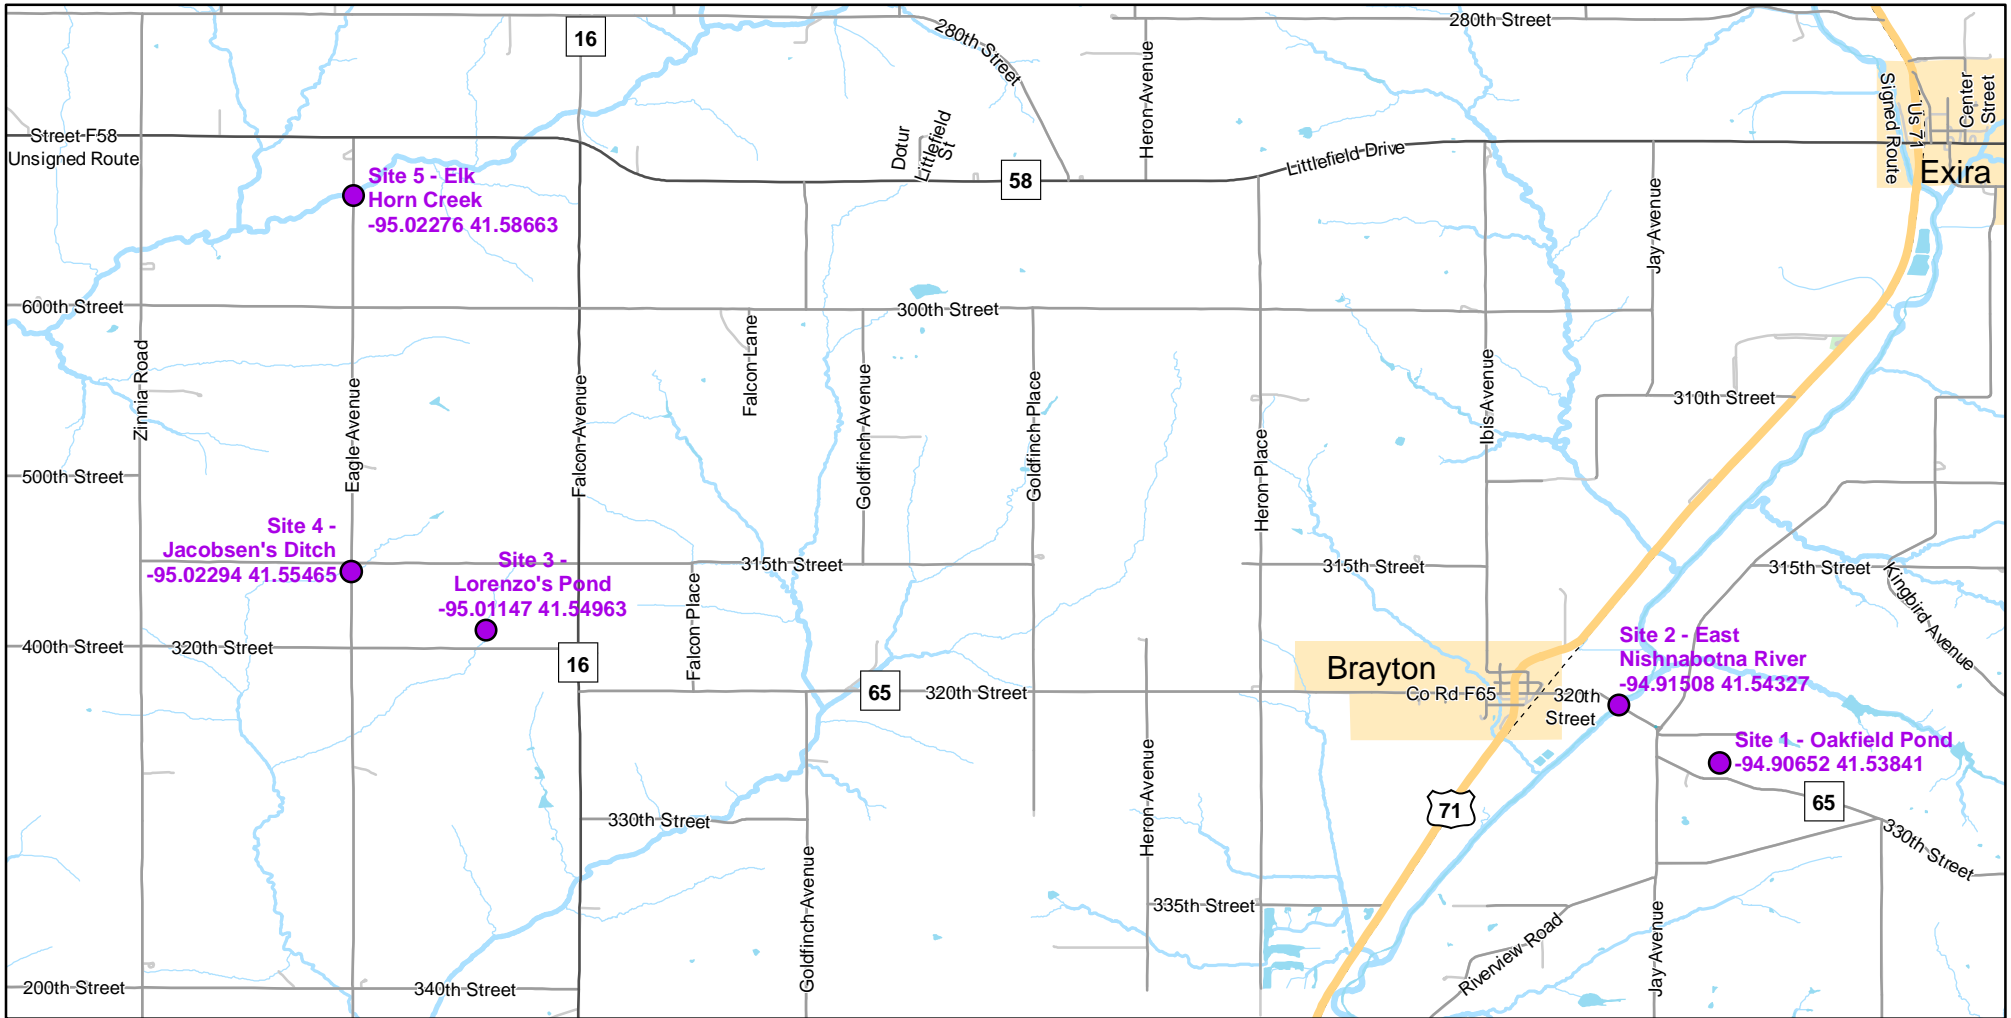 280th Street
16
280th Street
Heron Avenue
Signed Route
Us 71
Center
Street
Street F58
Unsigned Route
Dotur
Littlefield
St
Littlefield Drive
58
Exira
Site 5 - Elk
Horn Creek
-95.02276 41.58663
Jay Avenue
600th Street
300th Street
Zinnia Road
Eagle Avenue
Falcon Avenue
Falcon Lane
Goldfinch Avenue
Goldfinch Place
Heron Place
Ibis Avenue
310th Street
500th Street
Site 4 -
Jacobsen's Ditch
-95.02294 41.55465
Site 3 -
Lorenzo's Pond
-95.01147 41.54963
315th Street
315th Street
315th Street
Kingbird Avenue
Falcon Place
400th Street
320th Street
16
65
320th Street
Brayton
Co Rd F65
320th
Street
Site 2 - East
Nishnabotna River
-94.91508 41.54327
Site 1 - Oakfield Pond
-94.90652 41.53841
65
71
330th Street
330th Street
Heron Avenue
Goldfinch Avenue
335th Street
Riverview Road
Jay Avenue
200th Street
340th Street